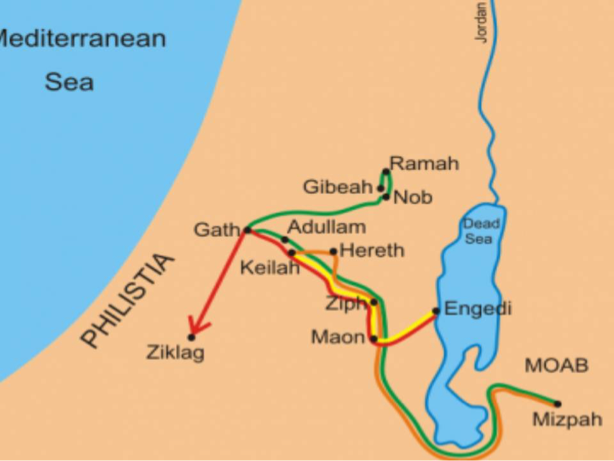 Mediterranean
Sea
Jordan
Ramah
Gibeah
Nob
Gath
Adullam
Dead
Sea
Keilah
Hereth
PHILISTIA
Ziph
Engedi
Maon
Ziklag
MOAB
Mizpah